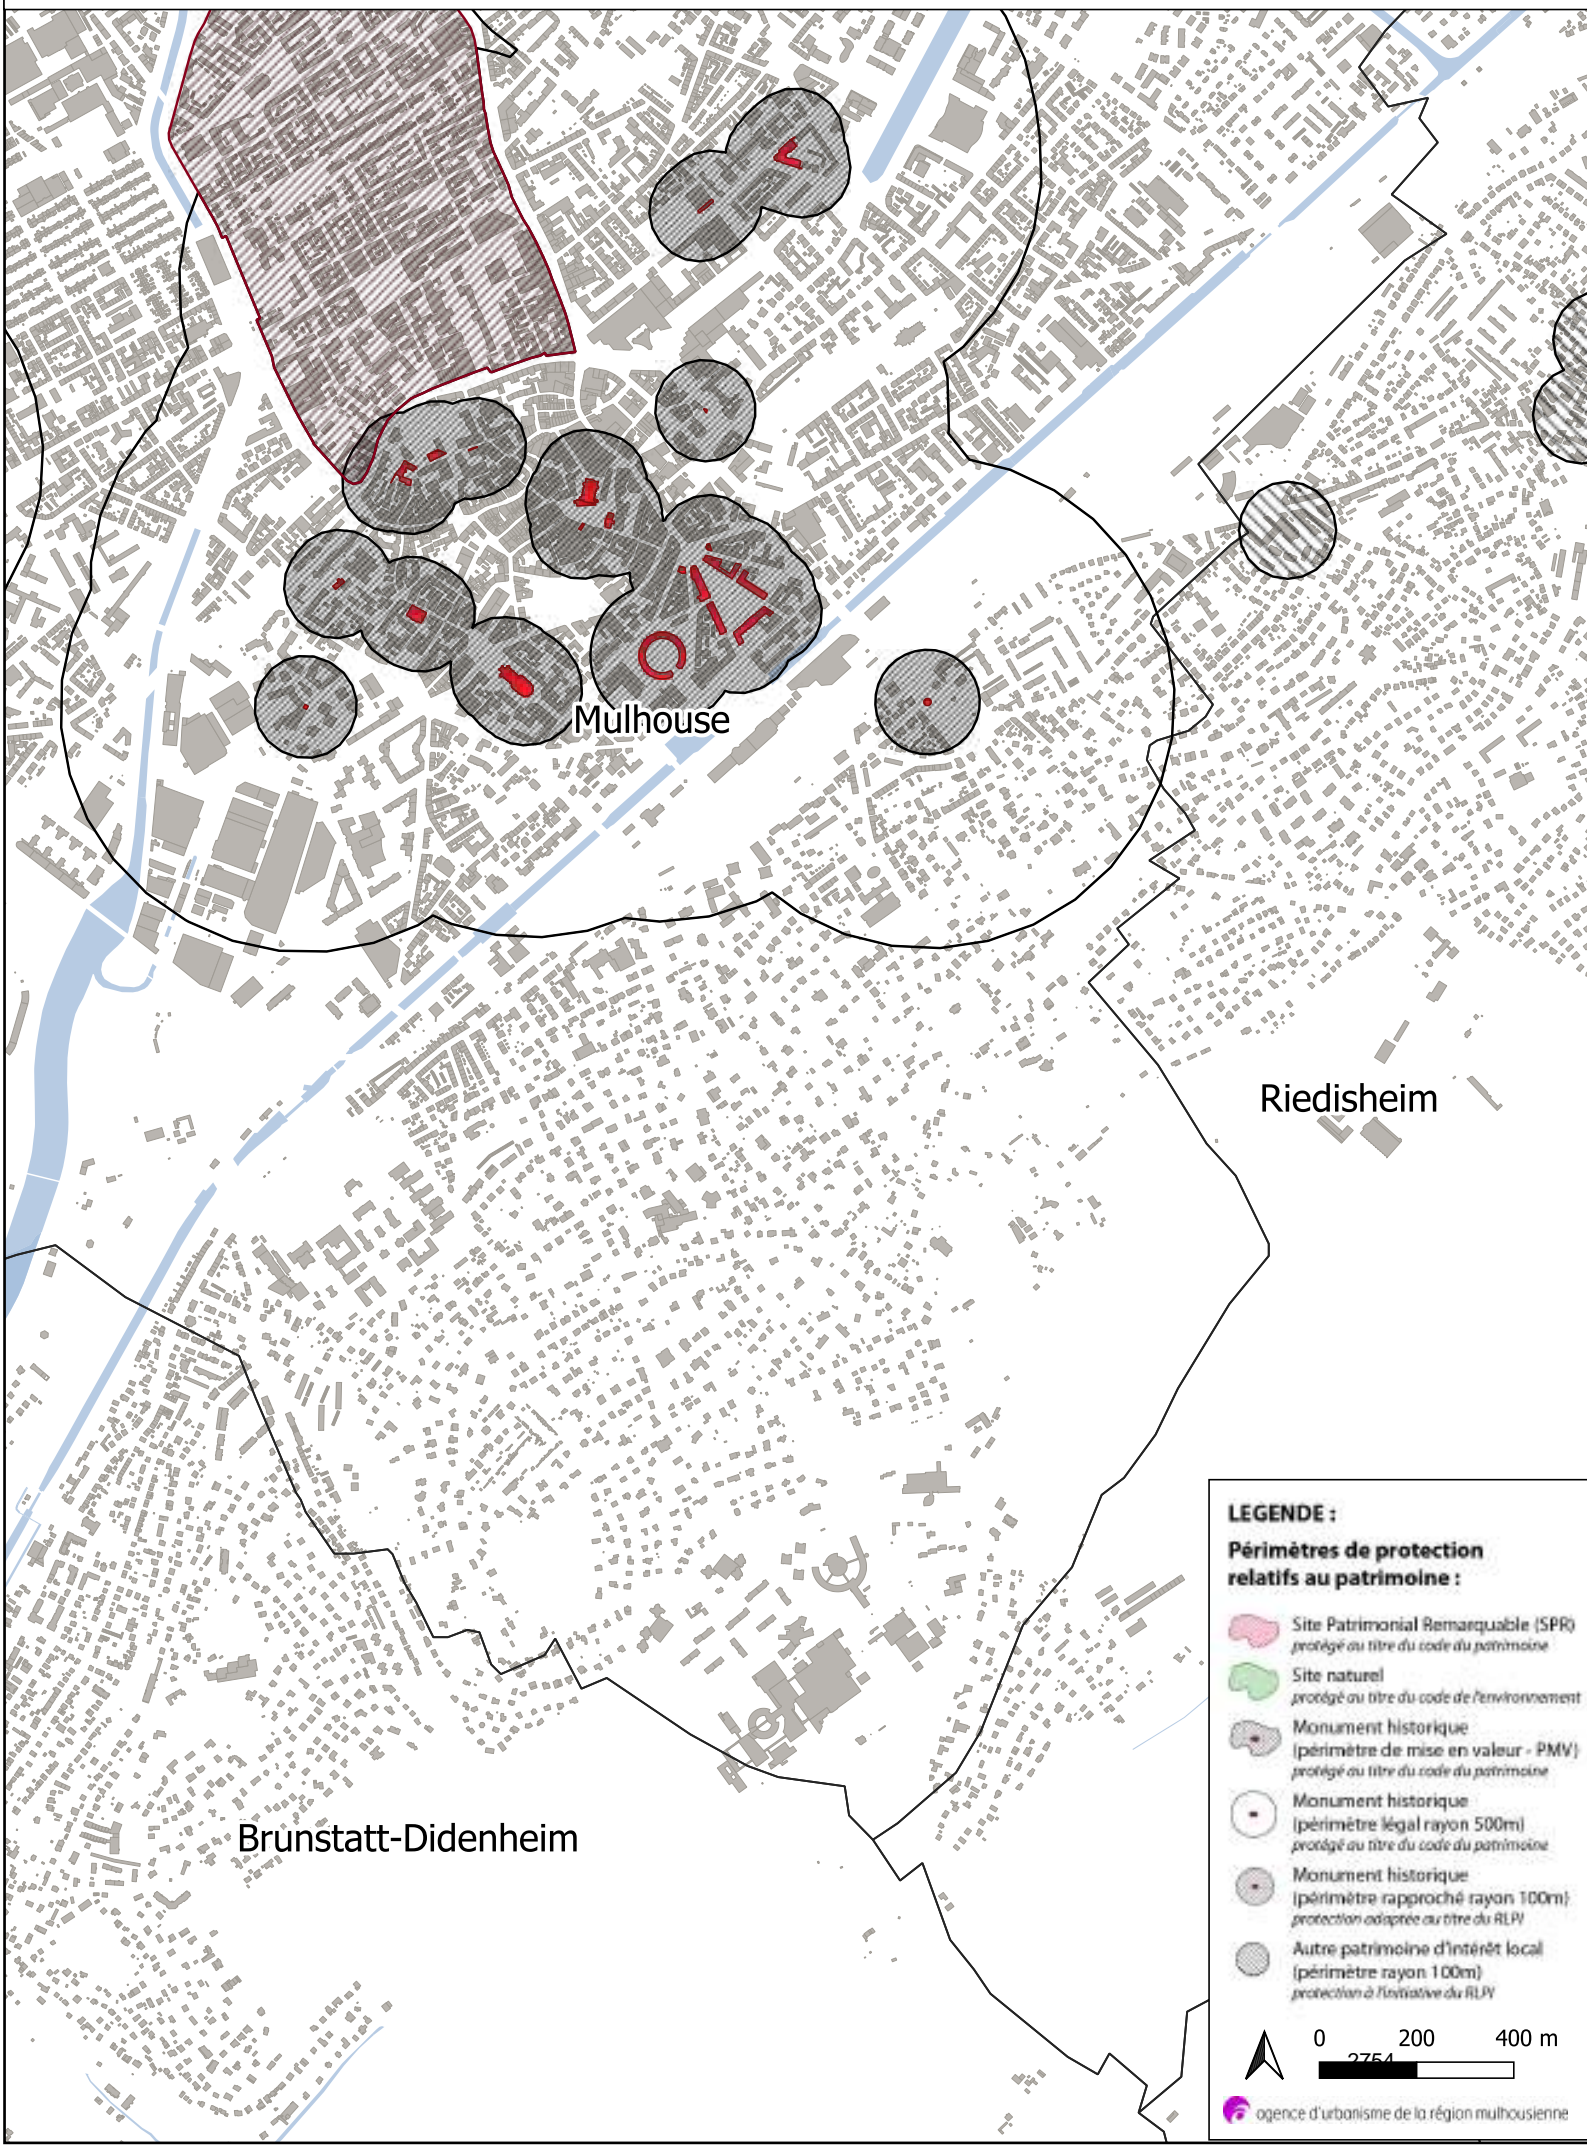 Mulhouse
Riedisheim
Brunstatt-Didenheim
LEGENDE :
Périmètres de protection
relatifs au patrimoine :
Site Patrimonial Remarquable (SPR)
protégé au titre du code du patrimoine
Site naturel
protégé au titre du code de l'environnement
Monument historique
(périmètre de mise en valeur - PMV)
protégé au titre du code du patrimoine
Monument historique
(périmètre légal rayon 500m)
protégé au titre du code du patrimoine
Monument historique
(périmètre rapproché rayon 100m)
protection adaptée au titre du RLPI
Autre patrimoine d'intérêt local
(périmètre rayon 100m)
protection à l'initiative du RLPI
0 200 400 m
2754
agence d'urbanisme de la région mulhousienne